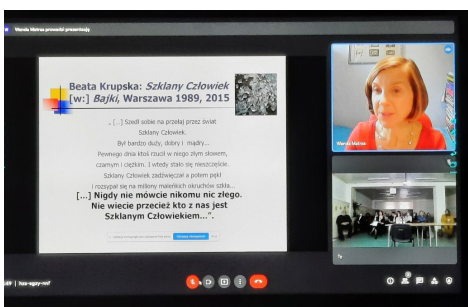 Wanda Matras prowadzi prezentację
Beata Krupska: Szklany Człowiek
[w:] Bajki, Warszawa 1989, 2015
„ [...] Szedł sobie na przełaj przez świat
Szklany Człowiek.
Był bardzo duży, dobry i mądry...
Pewnego dnia ktoś rzucił w niego złym słowem,
czarnym i ciężkim. I wtedy stało się nieszczęście.
Szklany Człowiek zadźwięczał a potem pękł
i rozsypał się na miliony maleńkich okruchów szkła...
[...] Nigdy nie mówcie nikomu nic złego.
Nie wiecie przecież kto z nas jest
Szklanym Człowiekiem...”.
Wanda Matras
Ty